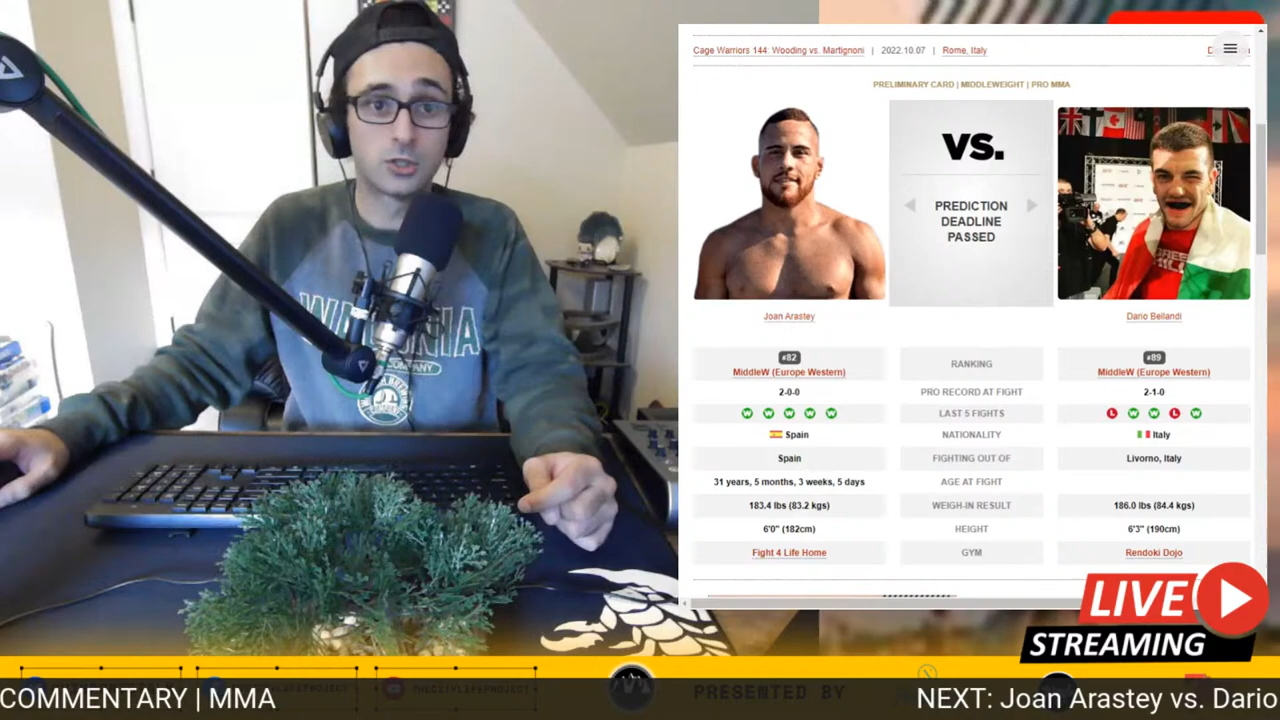 Cage Warriors 144: Wooding vs. Martignoni | 2022.10.07 | Rome, Italy
PRELIMINARY CARD | MIDDLEWEIGHT | PRO MMA
VS.
PREDICTION
DEADLINE
PASSED
Joan Arastey
Dario Bellandi
#82 RANKING #89
MiddleW (Europe Western) MiddleW (Europe Western)
2-0-0 PRO RECORD AT FIGHT 2-1-0
W W W W W LAST 5 FIGHTS L W W L W
Spain NATIONALITY Italy
Spain FIGHTING OUT OF Livorno, Italy
31 years, 5 months, 3 weeks, 5 days AGE AT FIGHT
183.4 lbs (83.2 kgs) WEIGH-IN RESULT 186.0 lbs (84.4 kgs)
6'0" (182cm) HEIGHT 6'3" (190cm)
Fight 4 Life Home GYM Rendoki Dojo
LIVE
STREAMING
THECITYLIFEPROJECT
PRESENTED BY
COMMENTARY | MMA
NEXT: Joan Arastey vs. Dario